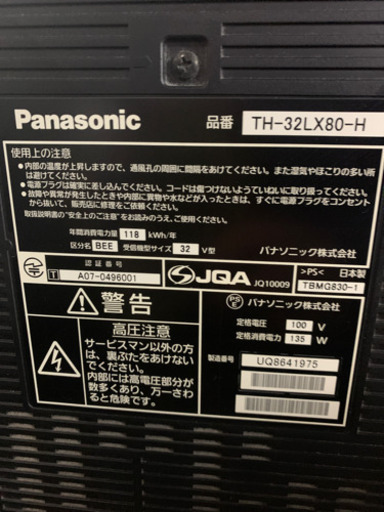 Panasonic 品番 TH-32LX80-H
使用上の注意
●内部の温度が上昇しますので、通風孔の周囲に間隔をあけてください。また湿気やほこりの多い所は避けてください。
●電源プラグは確実に差し込んでください。コードは傷つけないようていねいに取り扱ってください。
●故障や異常が発生したときや内部に異物や水などが入ったときは、すぐに電源プラグをコンセントから抜いて、販売店に修理をご依頼ください。
取扱説明書の"安全上のご注意"をお読みのうえ、ご使用ください。
年間消費電力量 118 kWh/年
区分名 BEE 受信機型サイズ 32 V型
パナソニック株式会社
認証番号
T A07-0496001
JQA JQ10009
>PS< 日本製
TBMG830-1
警告
高圧注意
サービスマン以外の方は、裏ぶたをあけないでください。
内部には高電圧部分が数多くあり、万一さわると危険です。
PS E パナソニック株式会社
定格電圧 100 V
定格消費電力 135 W
製造番号 UQ8641975